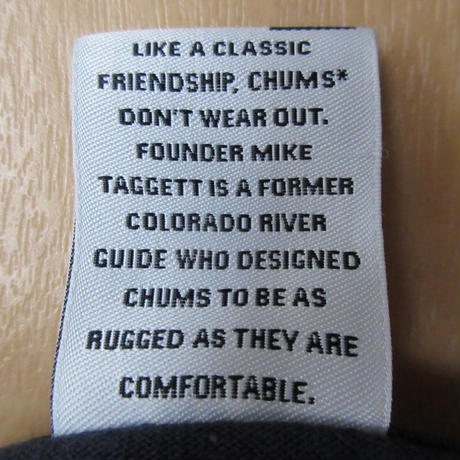 LIKE A CLASSIC
FRIENDSHIP, CHUMS*
DON'T WEAR OUT.
FOUNDER MIKE
TAGGETT IS A FORMER
COLORADO RIVER
GUIDE WHO DESIGNED
CHUMS TO BE AS
RUGGED AS THEY ARE
COMFORTABLE.